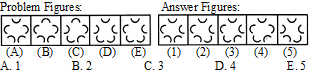 Problem Figures: Answer Figures:
(A) (B) (C) (D) (E) (1) (2) (3) (4) (5)
A. 1 B. 2 C. 3 D. 4 E. 5